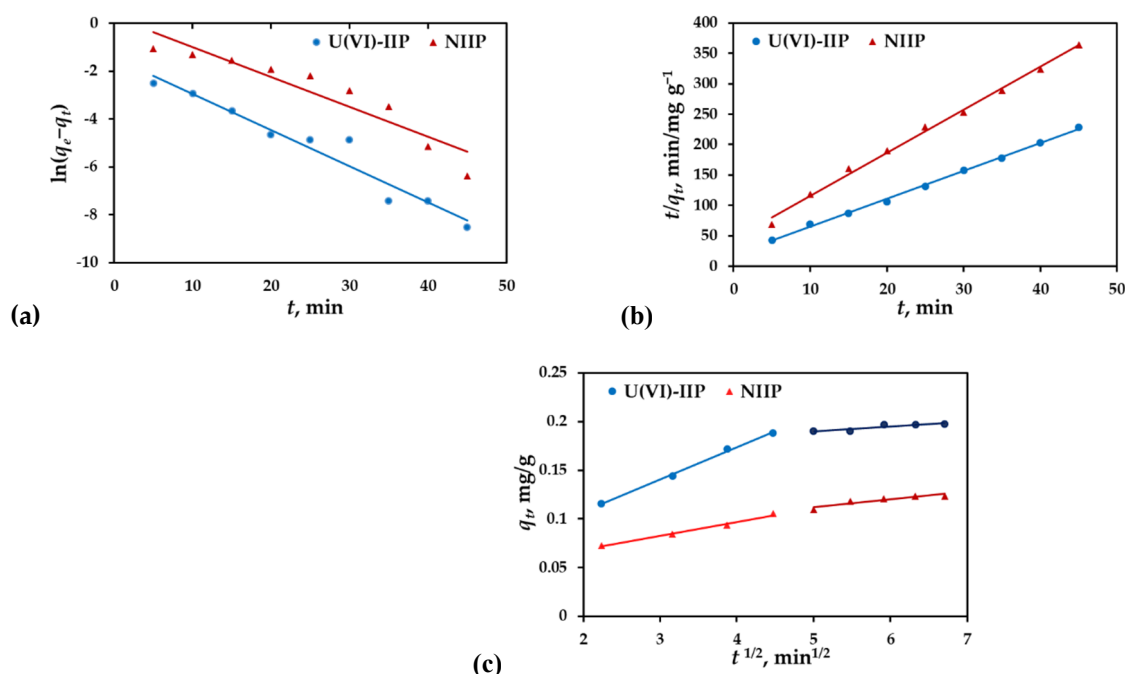 U(VI)-IIP NIIP
ln(qe−qt)
0
-2
-4
-6
-8
-10
0 10 20 30 40 50
t, min
(a)
U(VI)-IIP NIIP
t/qt, min/mg g⁻¹
400
350
300
250
200
150
100
50
0
0 10 20 30 40 50
t, min
(b)
U(VI)-IIP NIIP
qt, mg/g
0.25
0.2
0.15
0.1
0.05
0
2 3 4 5 6 7
t 1/2, min1/2
(c)